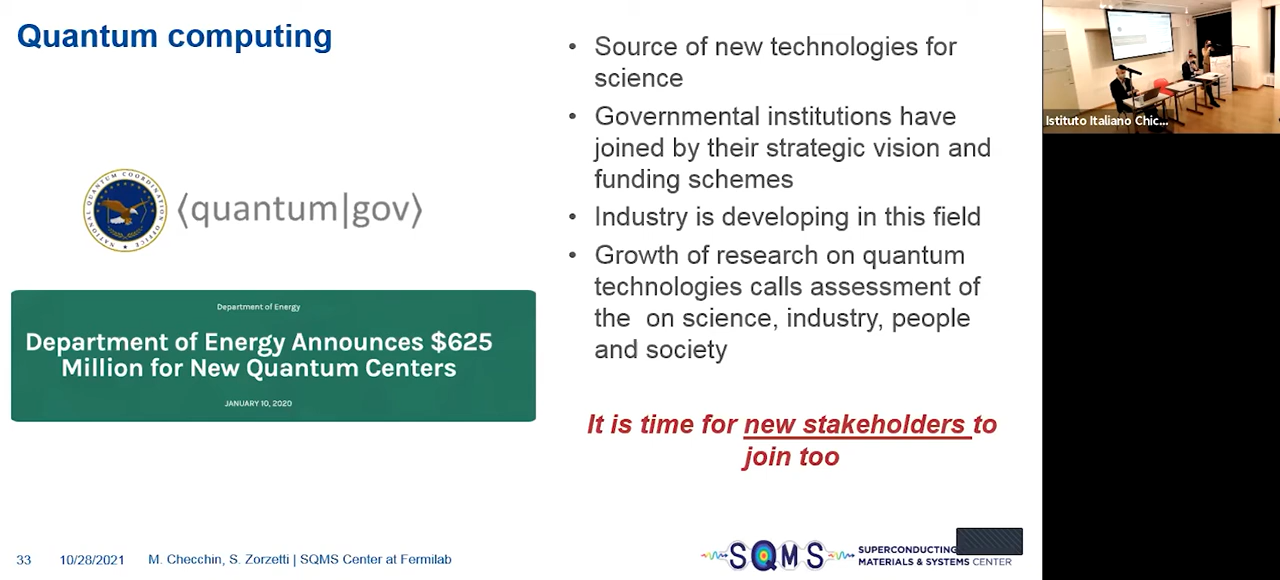 Quantum computing
NATIONAL QUANTUM COORDINATION OFFICE
⟨quantum|gov⟩
Department of Energy
Department of Energy Announces $625
Million for New Quantum Centers
JANUARY 10, 2020
• Source of new technologies for
science
• Governmental institutions have
joined by their strategic vision and
funding schemes
• Industry is developing in this field
• Growth of research on quantum
technologies calls assessment of
the  on science, industry, people
and society
It is time for new stakeholders to
join too
33
10/28/2021
M. Checchin, S. Zorzetti | SQMS Center at Fermilab
SQMS
SUPERCONDUCTING
MATERIALS & SYSTEMS CENTER
Istituto Italiano Chic...